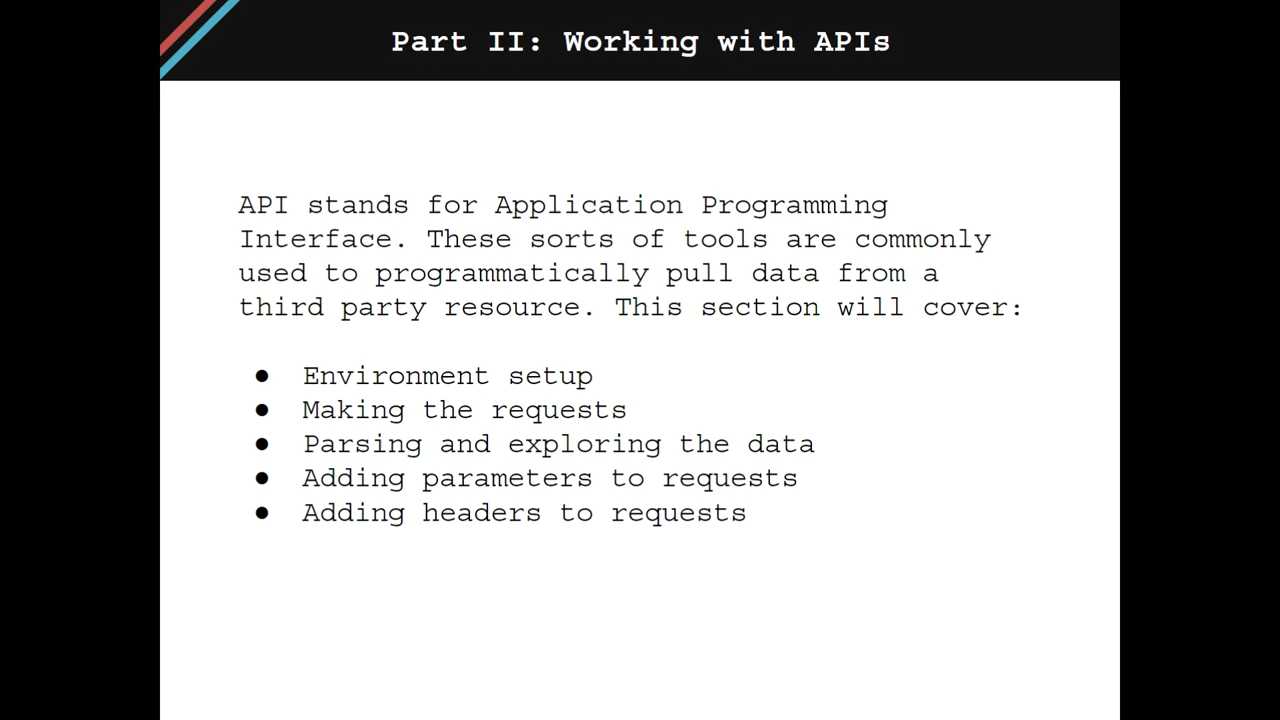 Part II: Working with APIs
API stands for Application Programming
Interface. These sorts of tools are commonly
used to programmatically pull data from a
third party resource. This section will cover:
● Environment setup
● Making the requests
● Parsing and exploring the data
● Adding parameters to requests
● Adding headers to requests